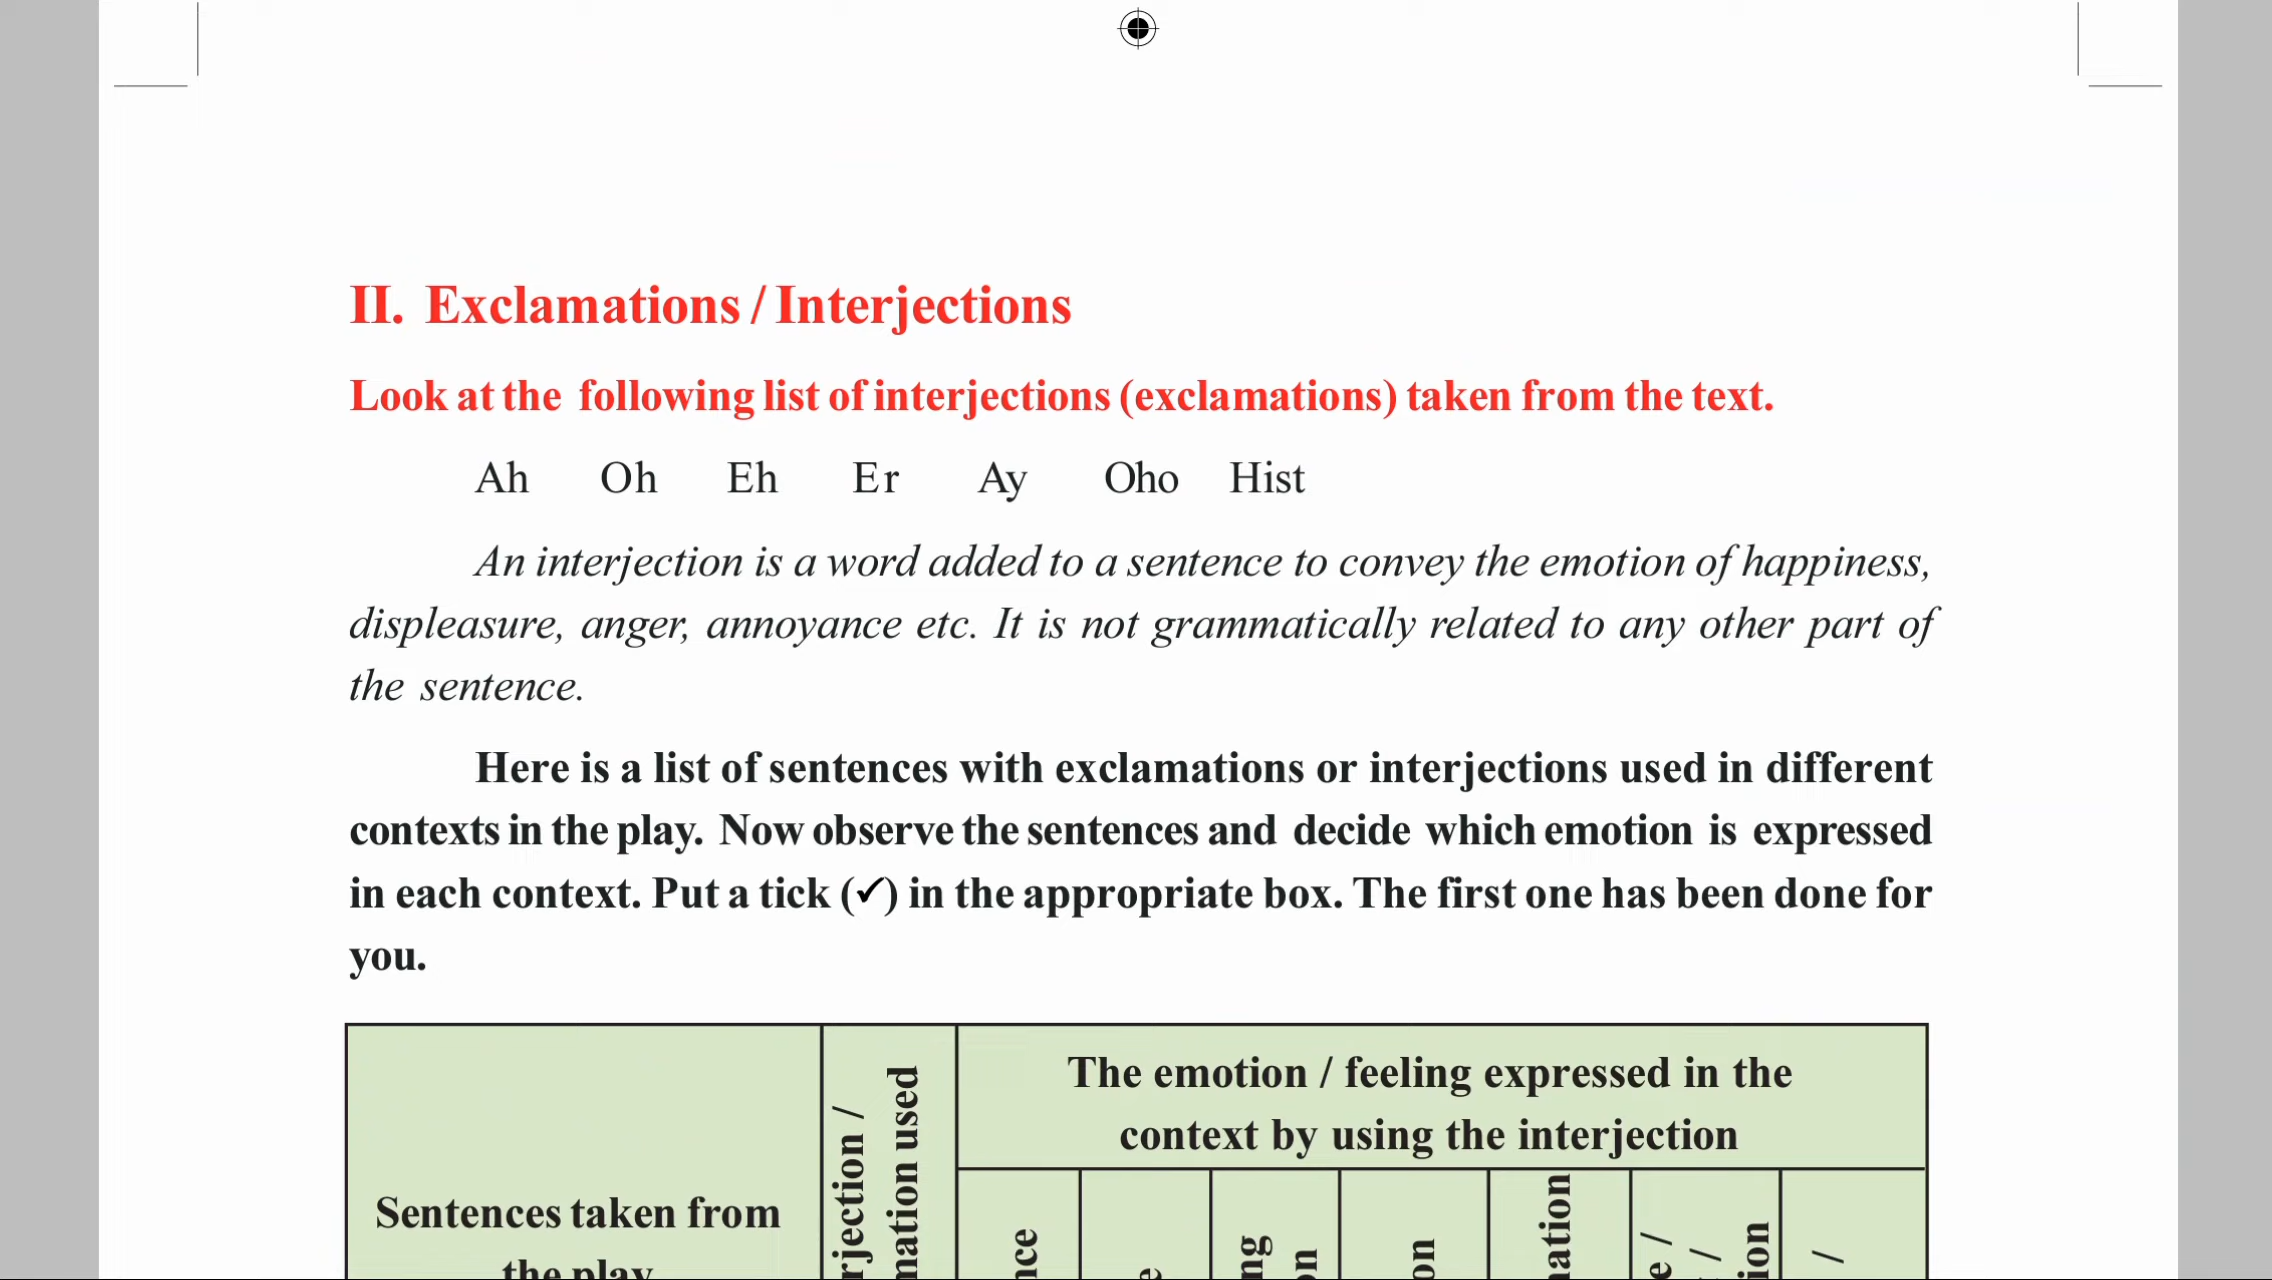 II. Exclamations / Interjections
Look at the following list of interjections (exclamations) taken from the text.
Ah Oh Eh Er Ay Oho Hist
An interjection is a word added to a sentence to convey the emotion of happiness,
displeasure, anger, annoyance etc. It is not grammatically related to any other part of
the sentence.
Here is a list of sentences with exclamations or interjections used in different
contexts in the play. Now observe the sentences and decide which emotion is expressed
in each context. Put a tick (✓) in the appropriate box. The first one has been done for
you.
Sentences taken from
the play
used
The emotion / feeling expressed in the
context by using the interjection